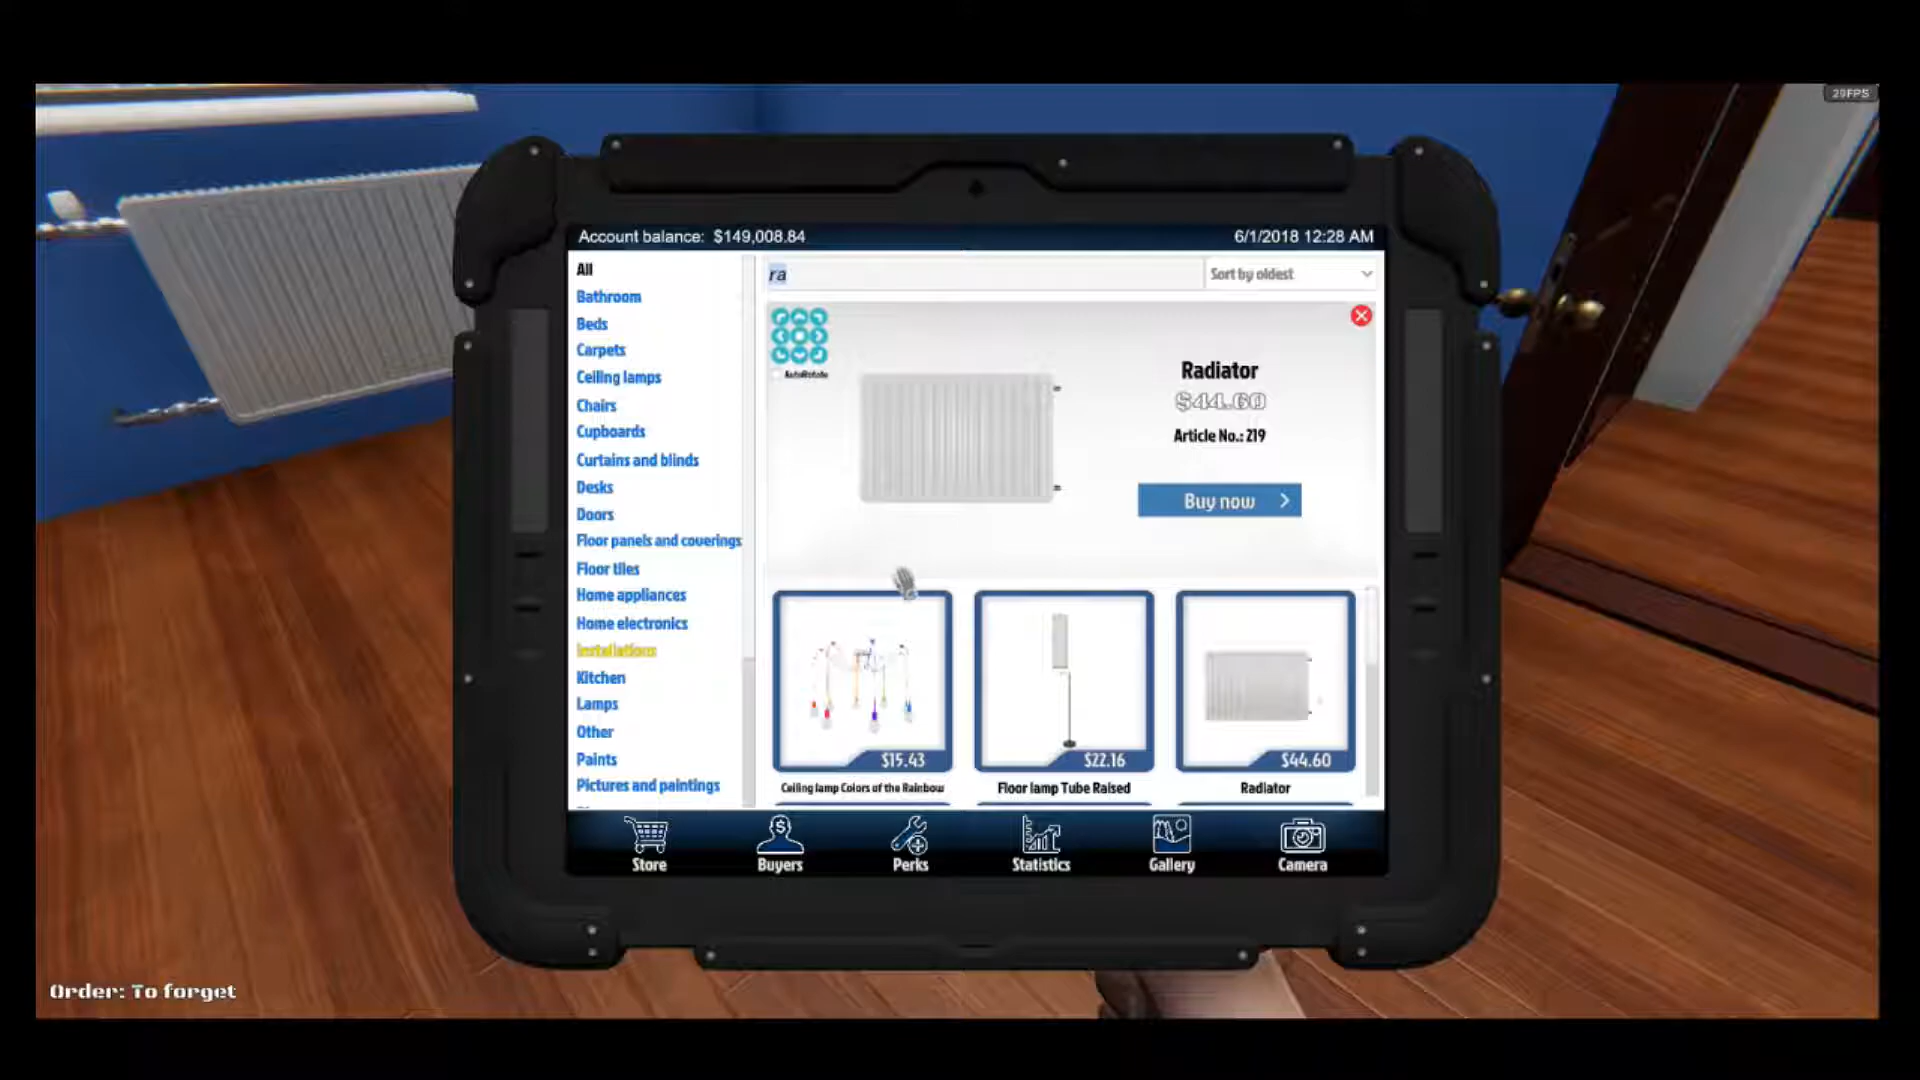 29FPS
Account balance: $149,008.84
6/1/2018 12:28 AM
All
Bathroom
Beds
Carpets
Ceiling lamps
Chairs
Cupboards
Curtains and blinds
Desks
Doors
Floor panels and coverings
Floor tiles
Home appliances
Home electronics
Installations
Kitchen
Lamps
Other
Paints
Pictures and paintings
ra
Sort by oldest
AutoRotate
Radiator
$44.60
Article No.: 219
Buy now
$15.43
Ceiling lamp Colors of the Rainbow
$22.16
Floor lamp Tube Raised
$44.60
Radiator
Store
Buyers
Perks
Statistics
Gallery
Camera
Order: To forget